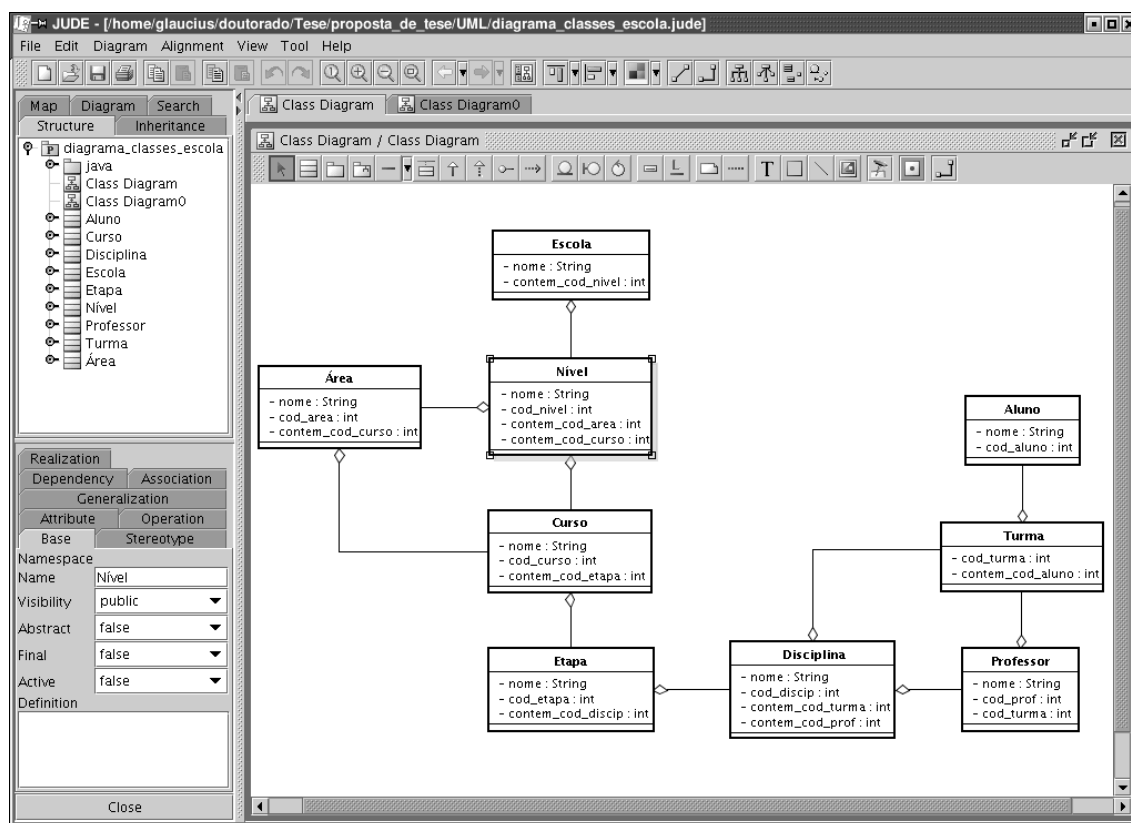 JUDE - [/home/glaucius/doutorado/Tese/proposta_de_tese/UML/diagrama_classes_escola.jude]
File Edit Diagram Alignment View Tool Help
Map Diagram Search
Structure Inheritance
diagrama_classes_escola
java
Class Diagram
Class Diagram0
Aluno
Curso
Disciplina
Escola
Etapa
Nível
Professor
Turma
Área
Realization
Dependency Association
Generalization
Attribute Operation
Base Stereotype
Namespace
Name Nível
Visibility public
Abstract false
Final false
Active false
Definition
Close
Class Diagram Class Diagram0
Class Diagram / Class Diagram
T
Escola
- nome : String
- contem_cod_nivel : int
Nível
- nome : String
- cod_nivel : int
- contem_cod_area : int
- contem_cod_curso : int
Área
- nome : String
- cod_area : int
- contem_cod_curso : int
Curso
- nome : String
- cod_curso : int
- contem_cod_etapa : int
Etapa
- nome : String
- cod_etapa : int
- contem_cod_discip : int
Disciplina
- nome : String
- cod_discip : int
- contem_cod_turma : int
- contem_cod_prof : int
Aluno
- nome : String
- cod_aluno : int
Turma
- cod_turma : int
- contem_cod_aluno : int
Professor
- nome : String
- cod_prof : int
- cod_turma : int